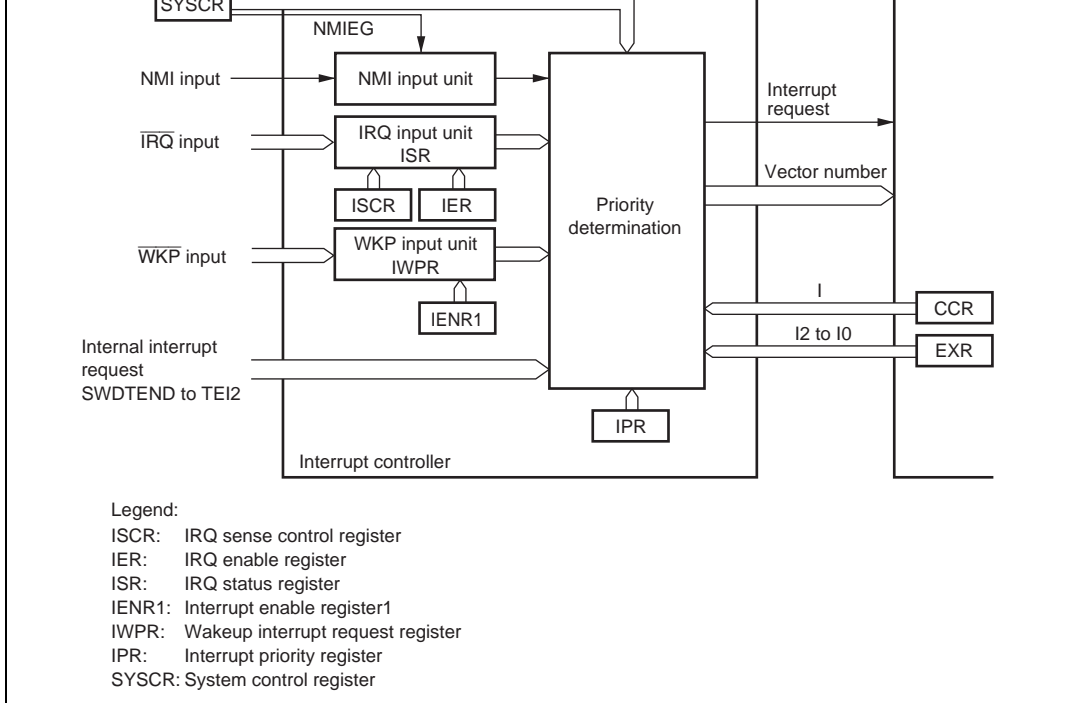 SYSCR
NMIEG
NMI input
NMI input unit
Interrupt
request
IRQ input
IRQ input unit
ISR
Vector number
ISCR
IER
Priority
determination
WKP input
WKP input unit
IWPR
I
CCR
IENR1
I2 to I0
EXR
Internal interrupt
request
SWDTEND to TEI2
IPR
Interrupt controller
Legend:
ISCR: IRQ sense control register
IER: IRQ enable register
ISR: IRQ status register
IENR1: Interrupt enable register1
IWPR: Wakeup interrupt request register
IPR: Interrupt priority register
SYSCR: System control register